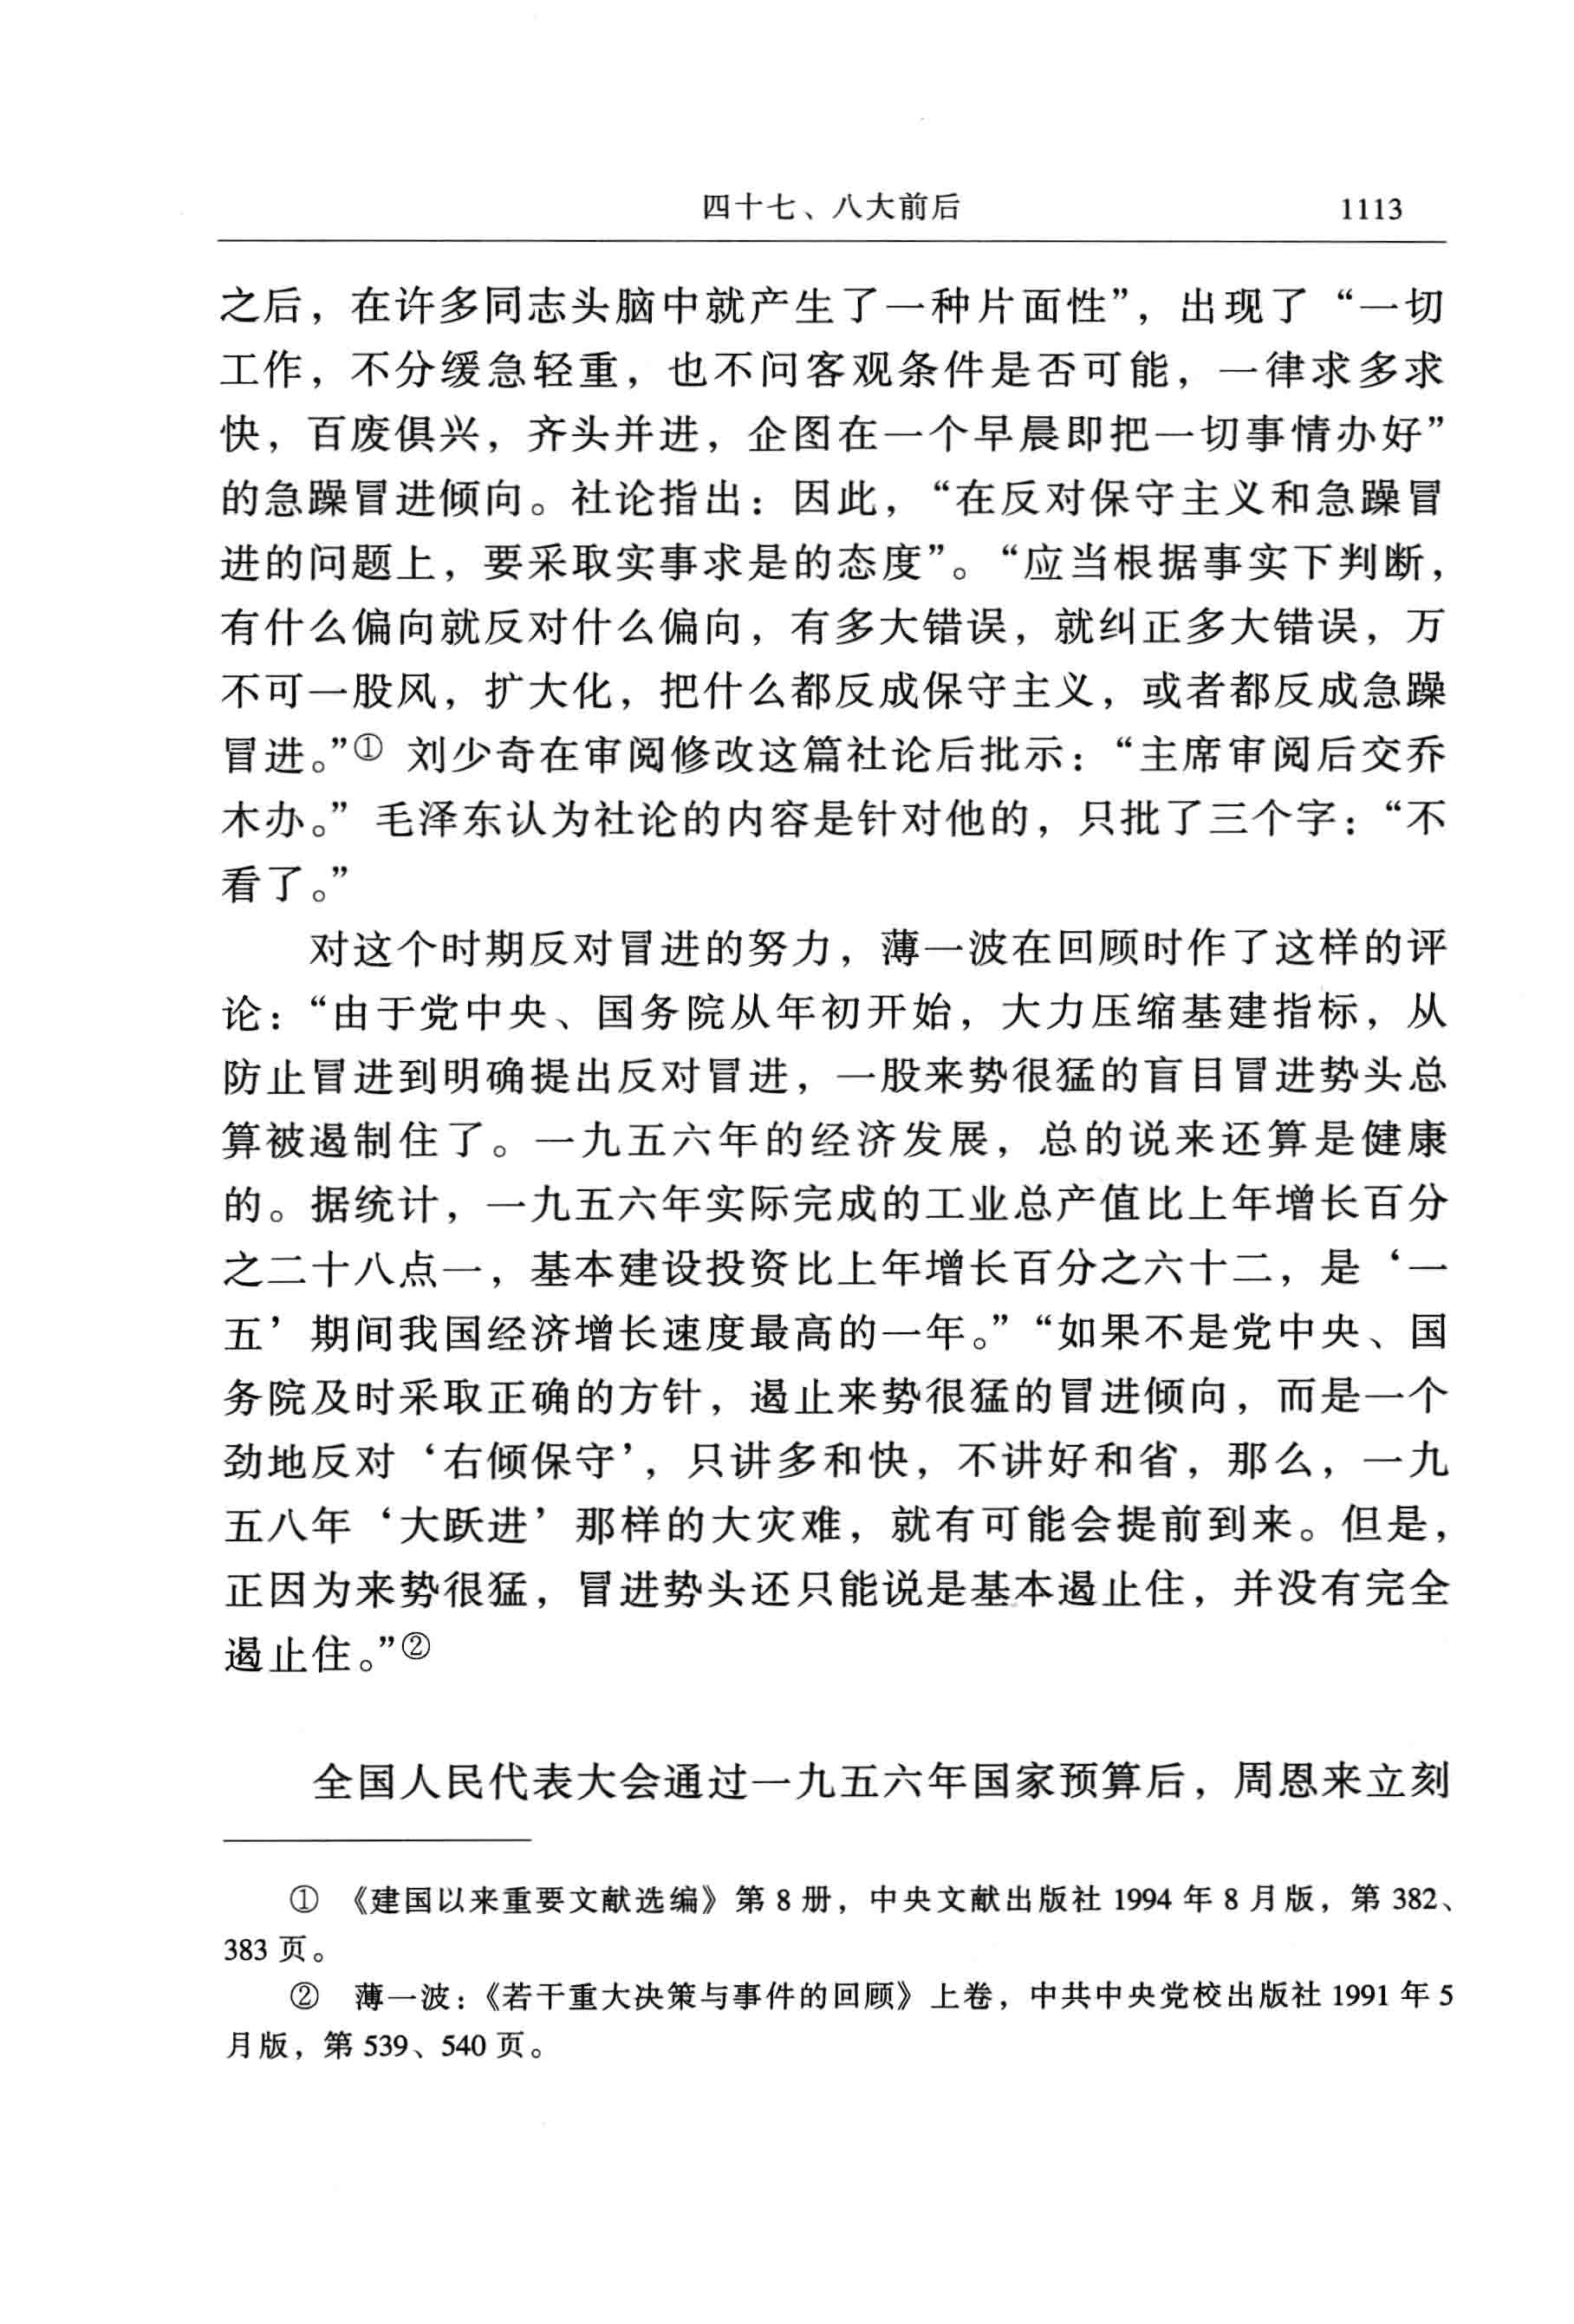 四十七、八大前后 1113
之后，在许多同志头脑中就产生了一种片面性”，出现了“一切
工作，不分缓急轻重，也不问客观条件是否可能，一律求多求
快，百废俱兴，齐头并进，企图在一个早晨即把一切事情办好”
的急躁冒进倾向。社论指出：因此，“在反对保守主义和急躁冒
进的问题上，要采取实事求是的态度”。“应当根据事实下判断，
有什么偏向就反对什么偏向，有多大错误，就纠正多大错误，万
不可一股风，扩大化，把什么都反成保守主义，或者都反成急躁
冒进。”① 刘少奇在审阅修改这篇社论后批示：“主席审阅后交乔
木办。”毛泽东认为社论的内容是针对他的，只批了三个字：“不
看了。”
对这个时期反对冒进的努力，薄一波在回顾时作了这样的评
论：“由于党中央、国务院从年初开始，大力压缩基建指标，从
防止冒进到明确提出反对冒进，一股来势很猛的盲目冒进势头总
算被遏制住了。一九五六年的经济发展，总的说来还算是健康
的。据统计，一九五六年实际完成的工业总产值比上年增长百分
之二十八点一，基本建设投资比上年增长百分之六十二，是‘一
五’期间我国经济增长速度最高的一年。”“如果不是党中央、国
务院及时采取正确的方针，遏止来势很猛的冒进倾向，而是一个
劲地反对‘右倾保守’，只讲多和快，不讲好和省，那么，一九
五八年‘大跃进’那样的大灾难，就有可能会提前到来。但是，
正因为来势很猛，冒进势头还只能说是基本遏止住，并没有完全
遏止住。”②
全国人民代表大会通过一九五六年国家预算后，周恩来立刻
① 《建国以来重要文献选编》第 8 册，中央文献出版社 1994 年 8 月版，第 382、
383 页。
② 薄一波：《若干重大决策与事件的回顾》上卷，中共中央党校出版社 1991 年 5
月版，第 539、540 页。